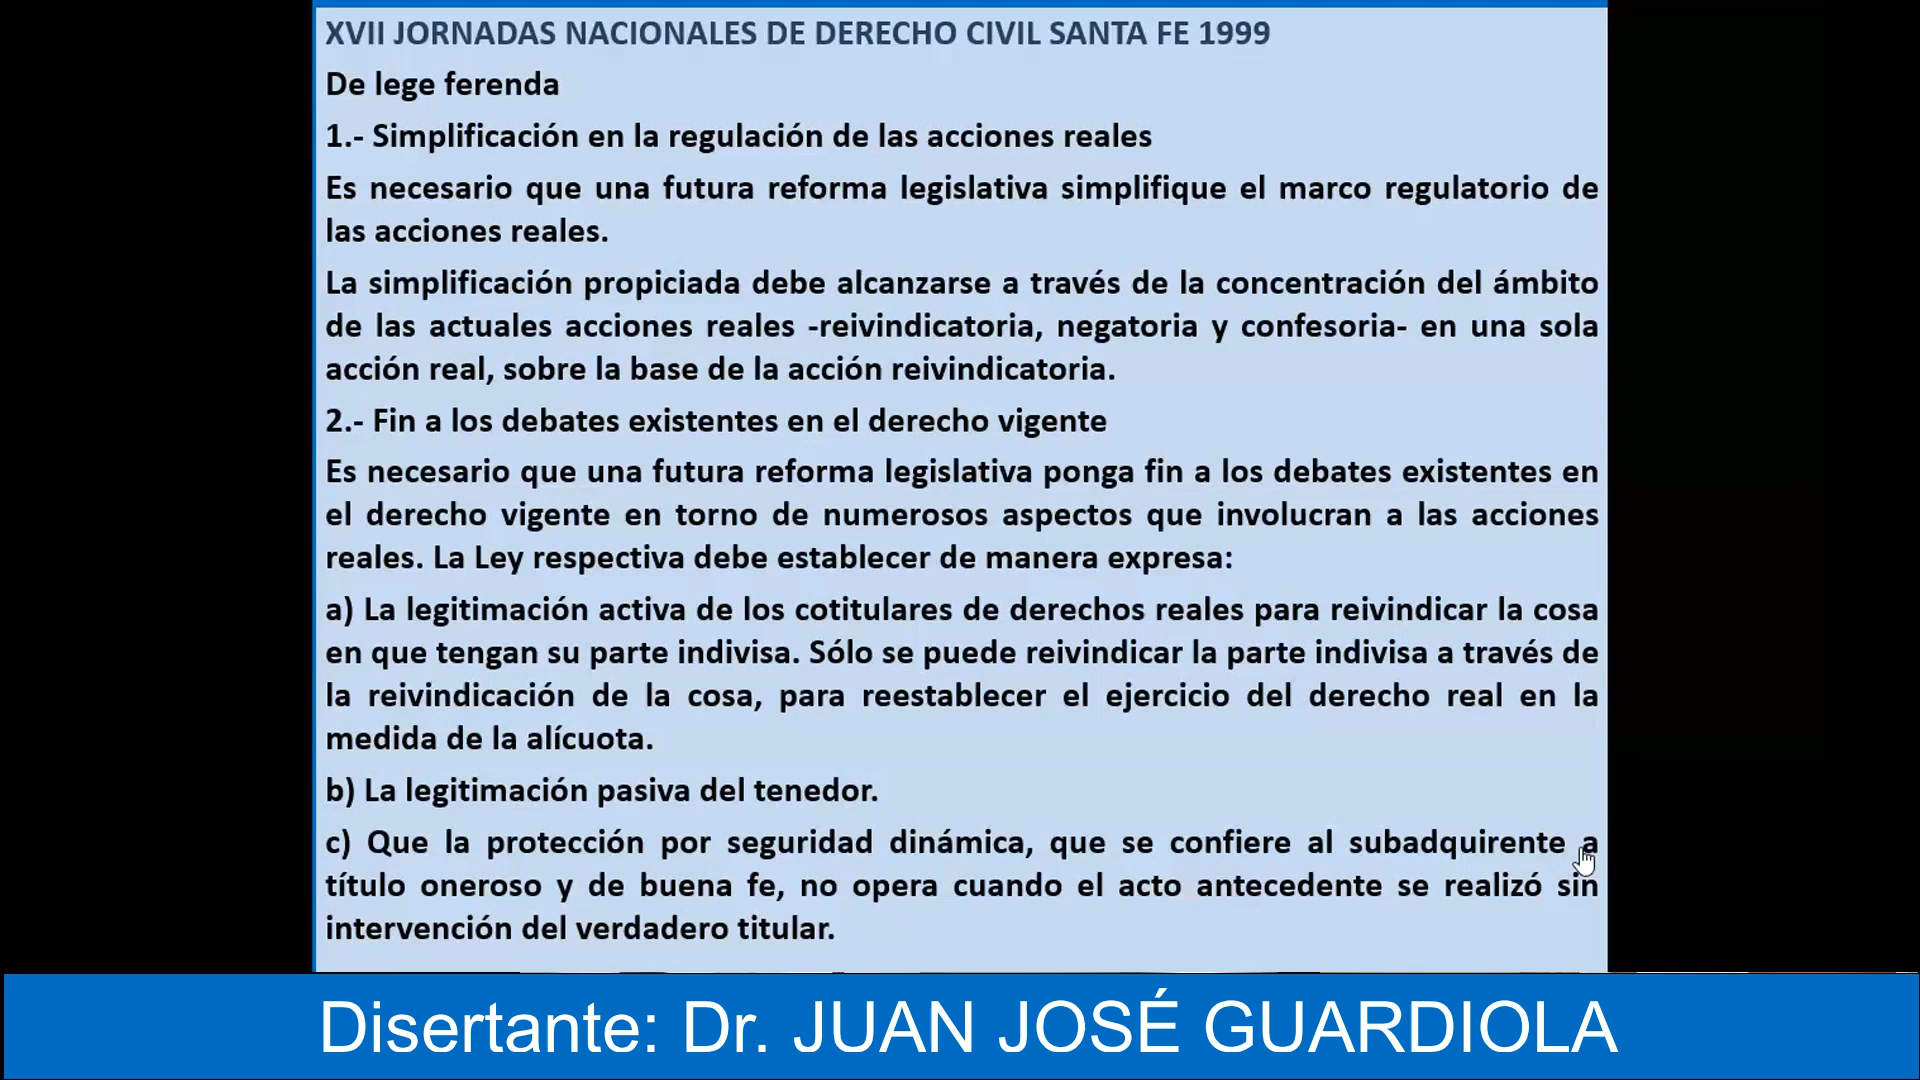 XVII JORNADAS NACIONALES DE DERECHO CIVIL SANTA FE 1999
De lege ferenda
1.- Simplificación en la regulación de las acciones reales
Es necesario que una futura reforma legislativa simplifique el marco regulatorio de
las acciones reales.
La simplificación propiciada debe alcanzarse a través de la concentración del ámbito
de las actuales acciones reales -reivindicatoria, negatoria y confesoria- en una sola
acción real, sobre la base de la acción reivindicatoria.
2.- Fin a los debates existentes en el derecho vigente
Es necesario que una futura reforma legislativa ponga fin a los debates existentes en
el derecho vigente en torno de numerosos aspectos que involucran a las acciones
reales. La Ley respectiva debe establecer de manera expresa:
a) La legitimación activa de los cotitulares de derechos reales para reivindicar la cosa
en que tengan su parte indivisa. Sólo se puede reivindicar la parte indivisa a través de
la reivindicación de la cosa, para reestablecer el ejercicio del derecho real en la
medida de la alícuota.
b) La legitimación pasiva del tenedor.
c) Que la protección por seguridad dinámica, que se confiere al subadquirente a
título oneroso y de buena fe, no opera cuando el acto antecedente se realizó sin
intervención del verdadero titular.
Disertante: Dr. JUAN JOSÉ GUARDIOLA